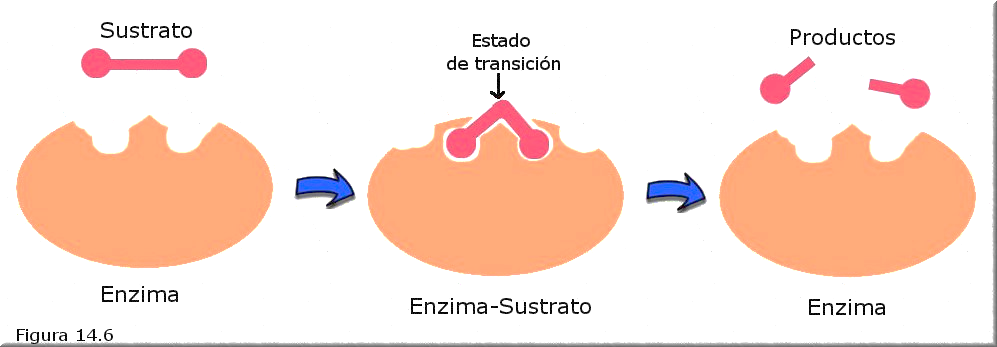 Sustrato
Estado
de transición
Productos
Enzima
Enzima-Sustrato
Enzima
Figura 14.6